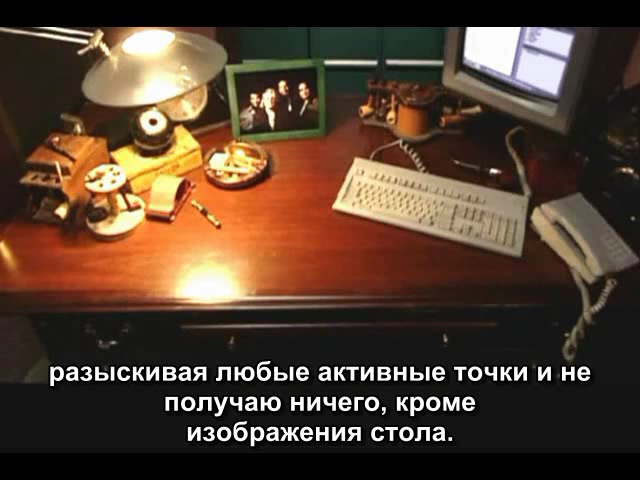 разыскивая любые активные точки и не
получаю ничего, кроме
изображения стола.